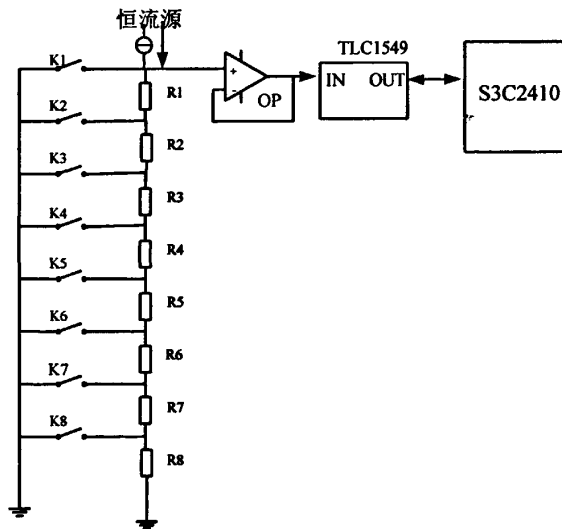 恒流源
TLC1549
K1
+
-
OP
IN OUT
S3C2410
R1
K2
R2
K3
R3
K4
R4
K5
R5
K6
R6
K7
R7
K8
R8